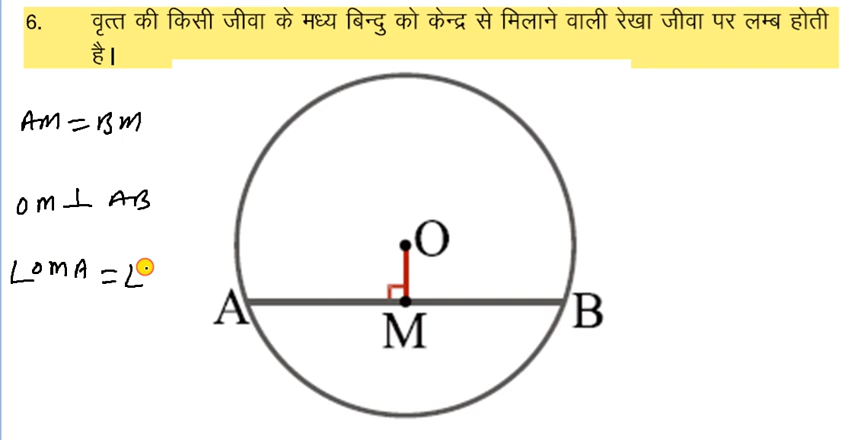 6. वृत्त की किसी जीवा के मध्य बिन्दु को केन्द्र से मिलाने वाली रेखा जीवा पर लम्ब होती
है।
AM = BM
OM ⊥ AB
∠OMA = ∠
O
A
M
B